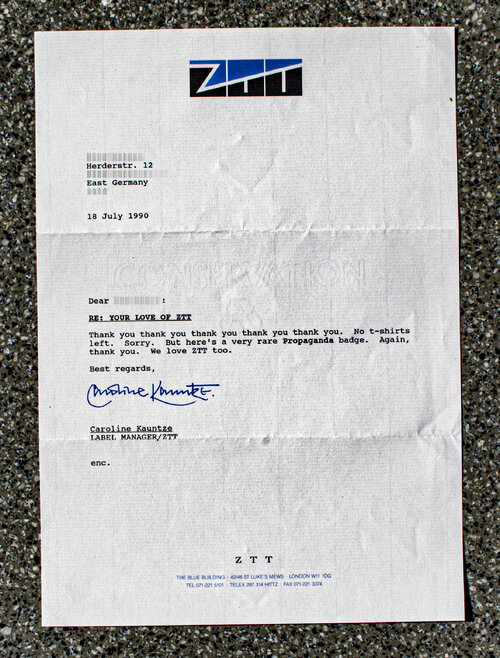 ZTT
Herderstr. 12
East Germany
18 July 1990
CONSERVATION
Dear :
RE: YOUR LOVE OF ZTT
Thank you thank you thank you thank you thank you. No t-shirts
left. Sorry. But here's a very rare Propaganda badge. Again,
thank you. We love ZTT too.
Best regards,
Caroline Kauntze.
Caroline Kauntze
LABEL MANAGER/ZTT
enc.
Z T T
THE BLUE BUILDING · 42/46 ST LUKE'S MEWS · LONDON W11 1DG
TEL 071-221 5101 · TELEX 297 314 HITTZ · FAX 071-221 3374